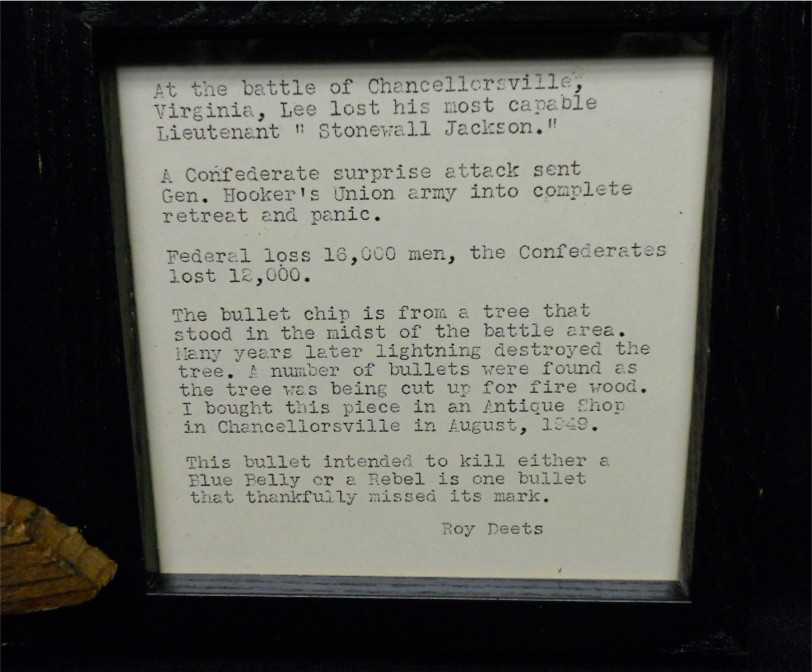 At the battle of Chancellorsville,
Virginia, Lee lost his most capable
Lieutenant " Stonewall Jackson."
A Confederate surprise attack sent
Gen. Hooker's Union army into complete
retreat and panic.
Federal loss 16,000 men, the Confederates
lost 12,000.
The bullet chip is from a tree that
stood in the midst of the battle area.
Many years later lightning destroyed the
tree. A number of bullets were found as
the tree was being cut up for fire wood.
I bought this piece in an Antique Shop
in Chancellorsville in August, 1949.
This bullet intended to kill either a
Blue Belly or a Rebel is one bullet
that thankfully missed its mark.
Roy Deets